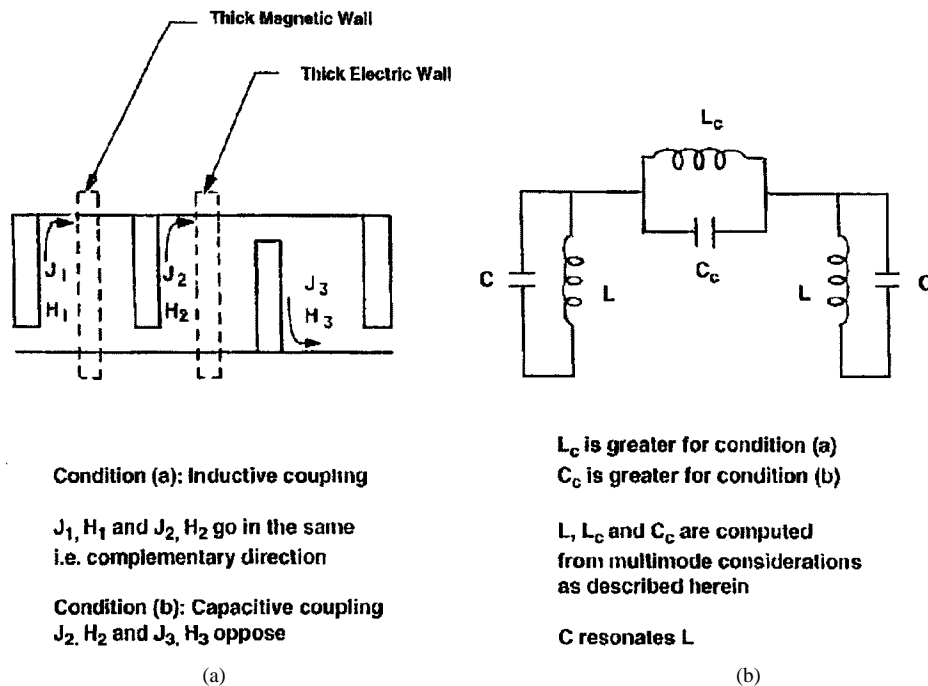 Thick Magnetic Wall
Thick Electric Wall
J1
H1
J2
H2
J3
H3
Condition (a): Inductive coupling
J1, H1 and J2, H2 go in the same
i.e. complementary direction
Condition (b): Capacitive coupling
J2, H2 and J3, H3 oppose
(a)
Lc
Cc
C
L
L
C
Lc is greater for condition (a)
Cc is greater for condition (b)
L, Lc and Cc are computed
from multimode considerations
as described herein
C resonates L
(b)